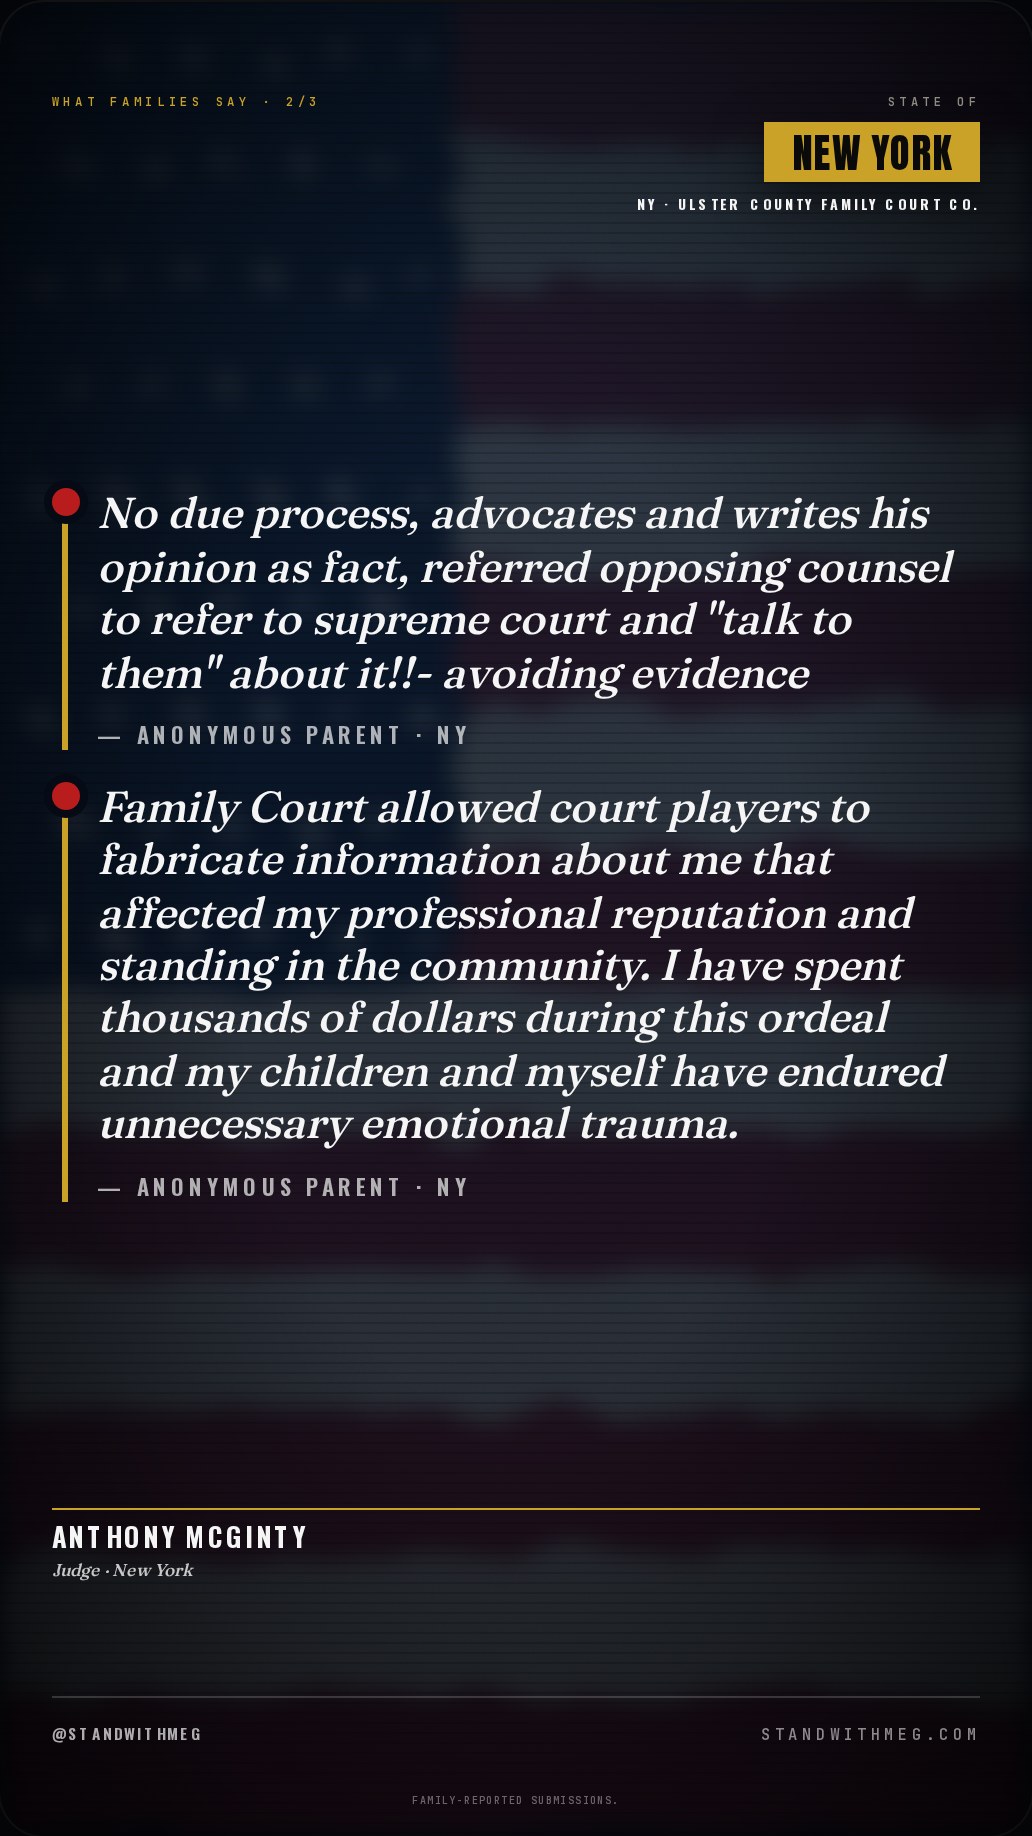 WHAT FAMILIES SAY · 2/3
STATE OF
NEW YORK
NY · ULSTER COUNTY FAMILY COURT CO.
No due process, advocates and writes his
opinion as fact, referred opposing counsel
to refer to supreme court and "talk to
them" about it!!- avoiding evidence
— ANONYMOUS PARENT · NY
Family Court allowed court players to
fabricate information about me that
affected my professional reputation and
standing in the community. I have spent
thousands of dollars during this ordeal
and my children and myself have endured
unnecessary emotional trauma.
— ANONYMOUS PARENT · NY
ANTHONY MCGINTY
Judge · New York
@STANDWITHMEG
STANDWITHMEG.COM
FAMILY-REPORTED SUBMISSIONS.